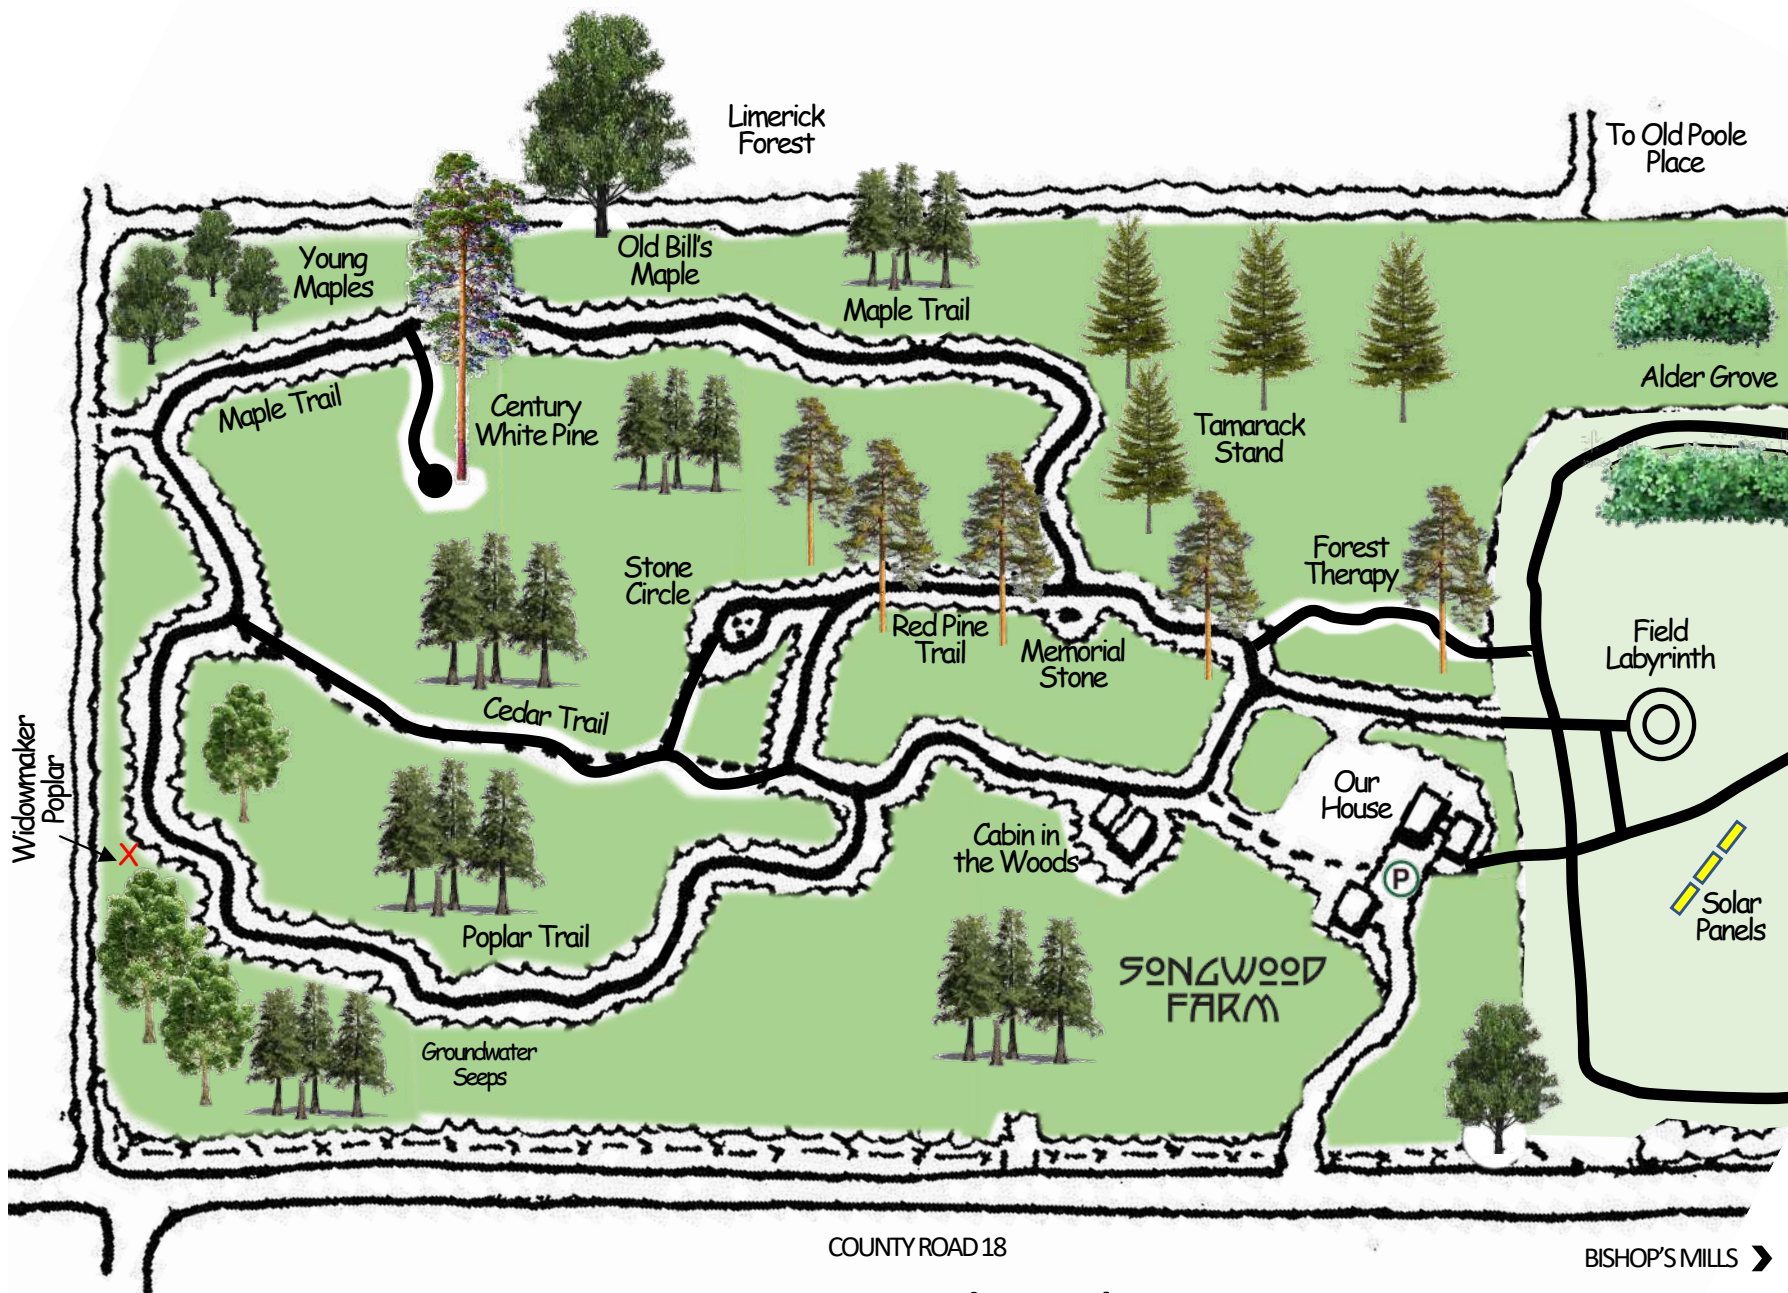 Limerick
Forest
To Old Poole
Place
Young
Maples
Old Bill's
Maple
Maple Trail
Alder Grove
Maple Trail
Century
White Pine
Tamarack
Stand
Stone
Circle
Forest
Therapy
Red Pine
Trail
Memorial
Stone
Field
Labyrinth
Cedar Trail
Widowmaker
Poplar
X
Our
House
Cabin in
the Woods
P
Solar
Panels
Poplar Trail
SONGWOOD
FARM
Groundwater
Seeps
COUNTY ROAD 18
BISHOP'S MILLS